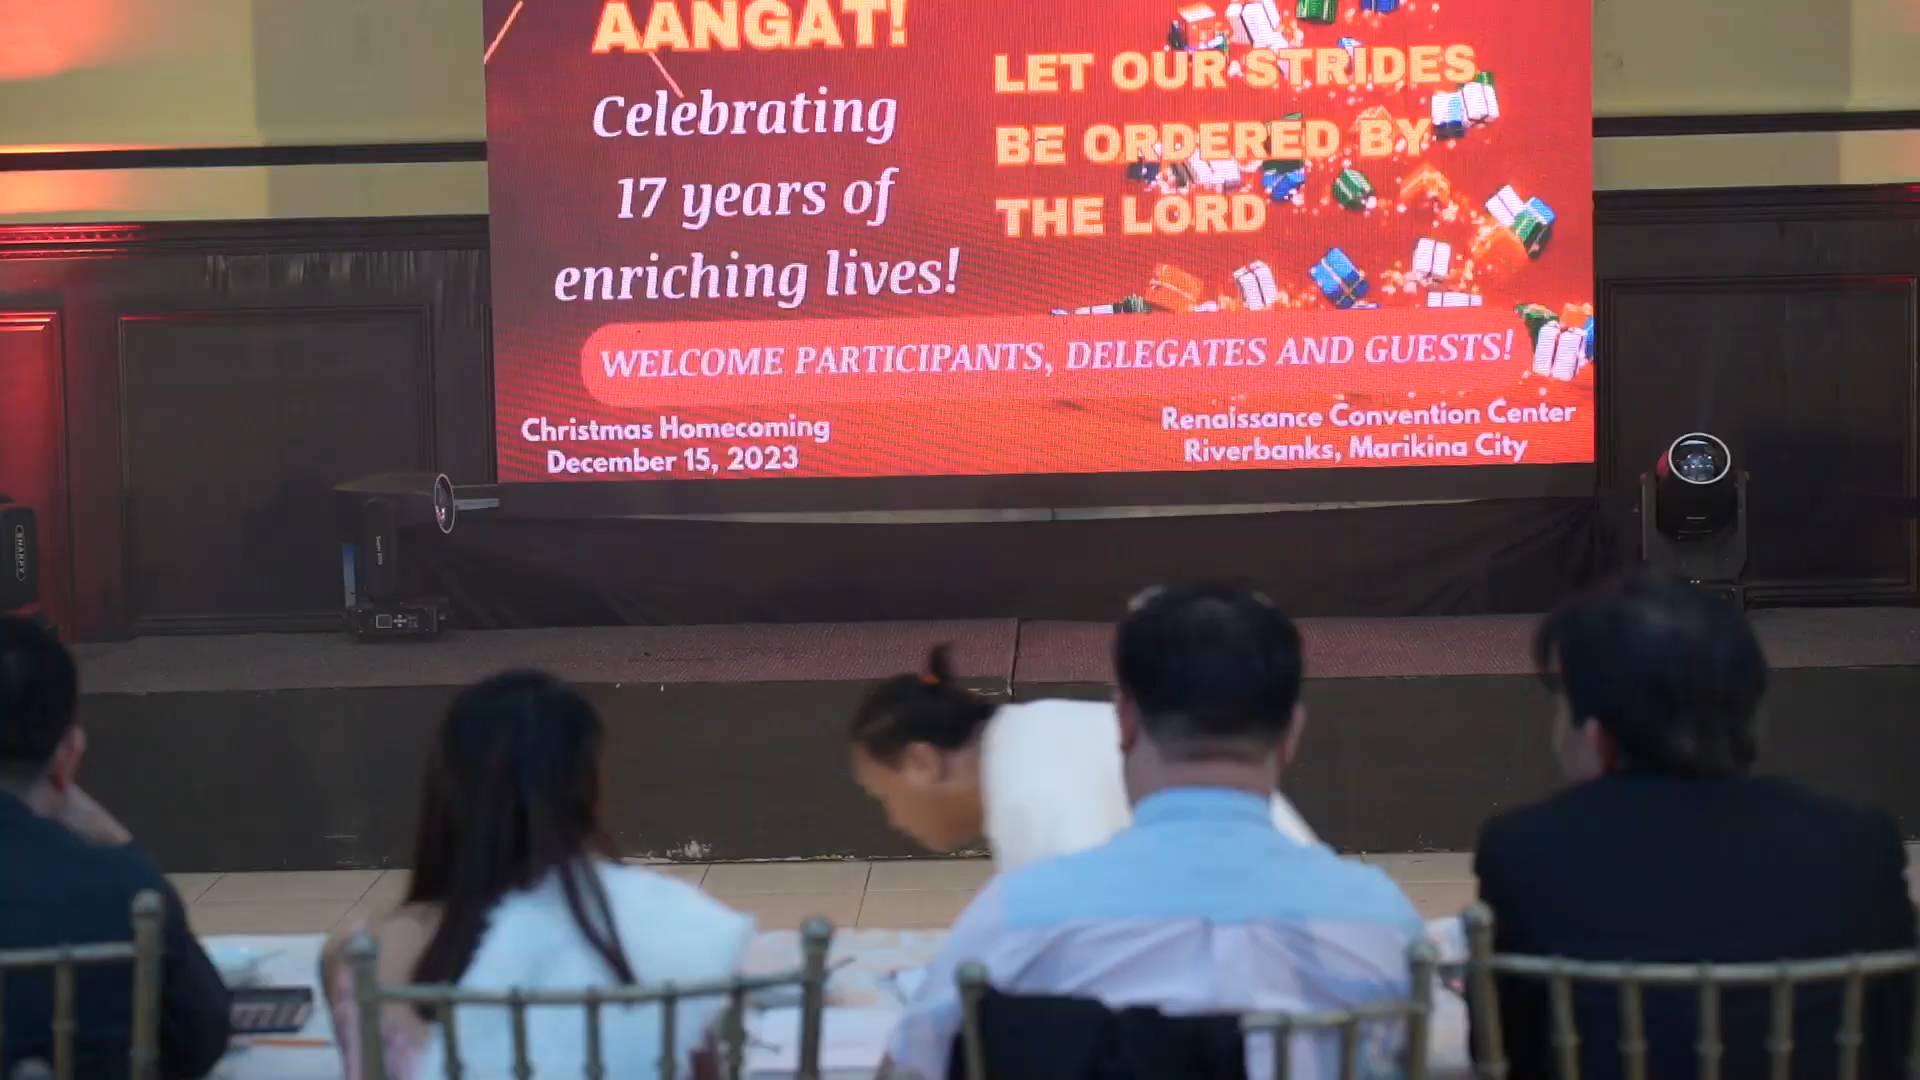 AANGAT!
Celebrating
17 years of
enriching lives!
LET OUR STRIDES
BE ORDERED BY
THE LORD
WELCOME PARTICIPANTS, DELEGATES AND GUESTS!
Christmas Homecoming
December 15, 2023
Renaissance Convention Center
Riverbanks, Marikina City
SHARPY